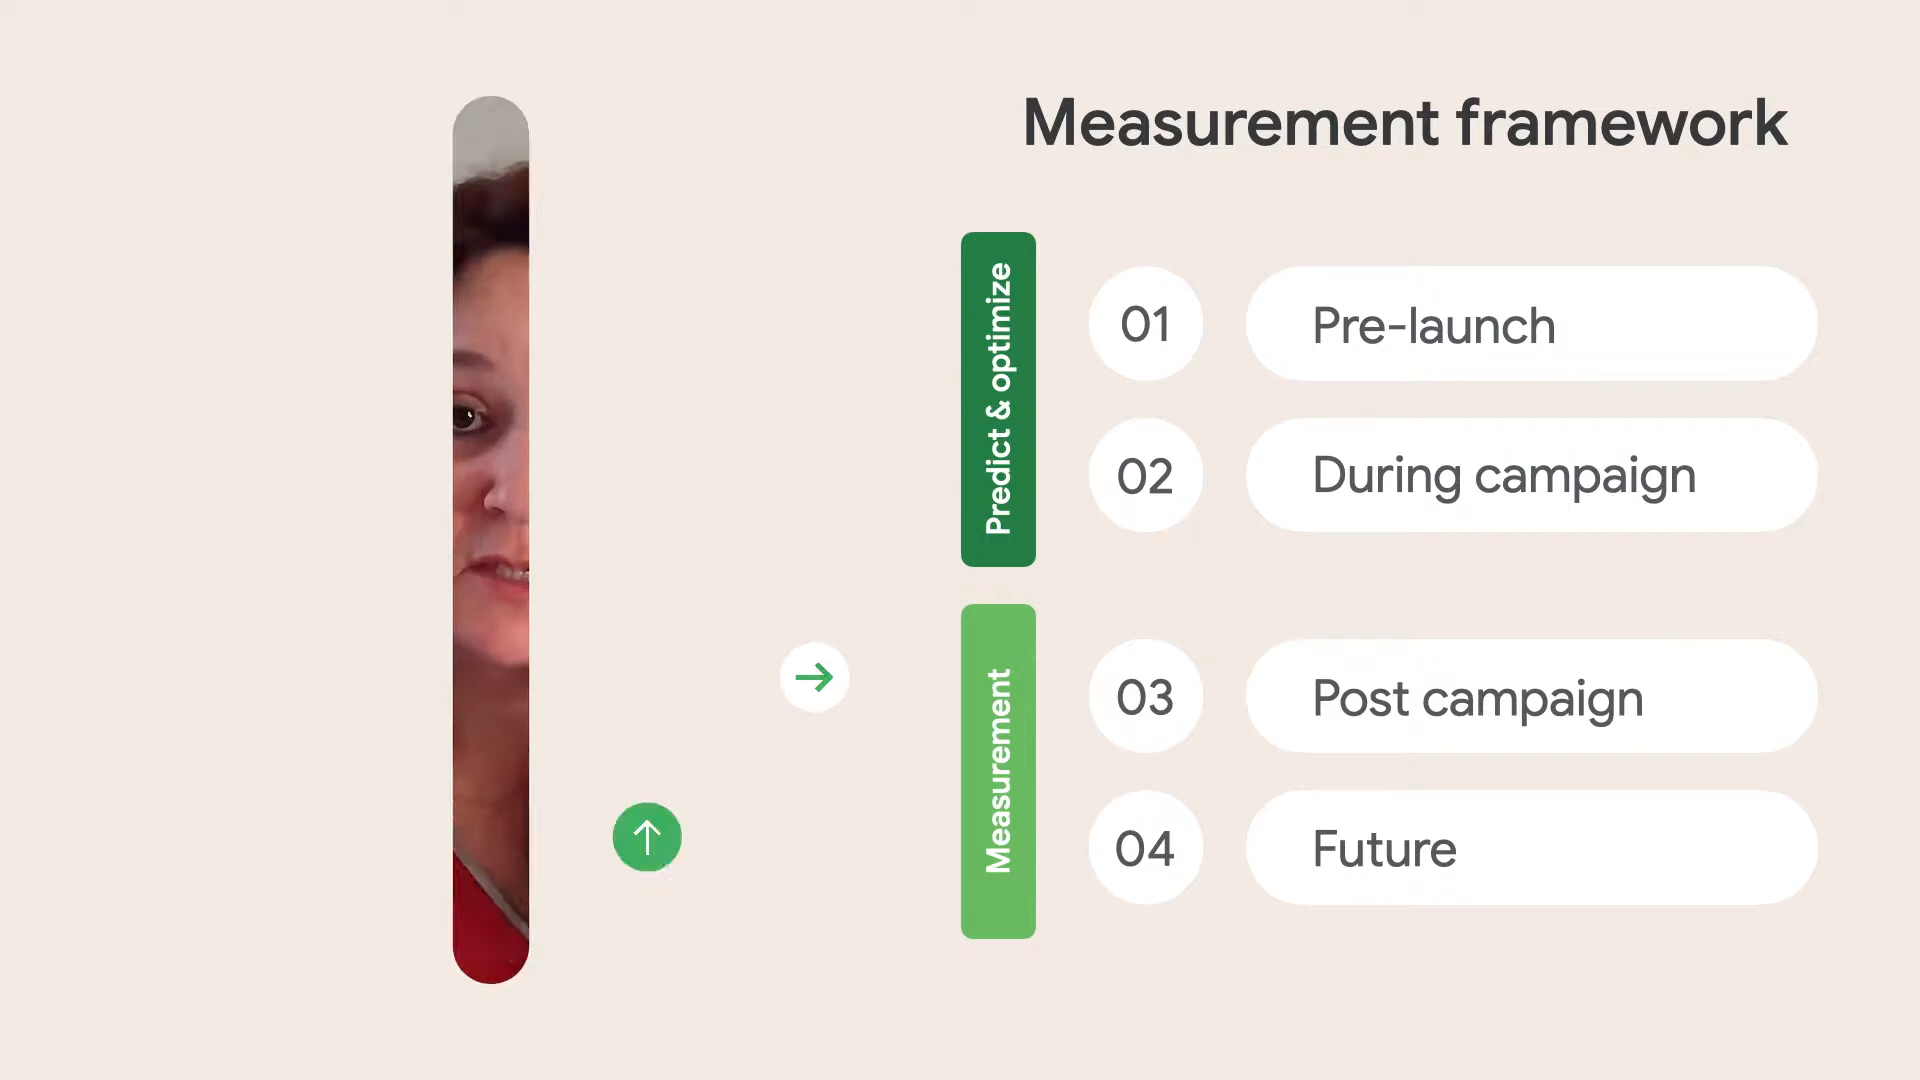 Measurement framework
Predict & optimize
01
Pre-launch
02
During campaign
Measurement
03
Post campaign
04
Future